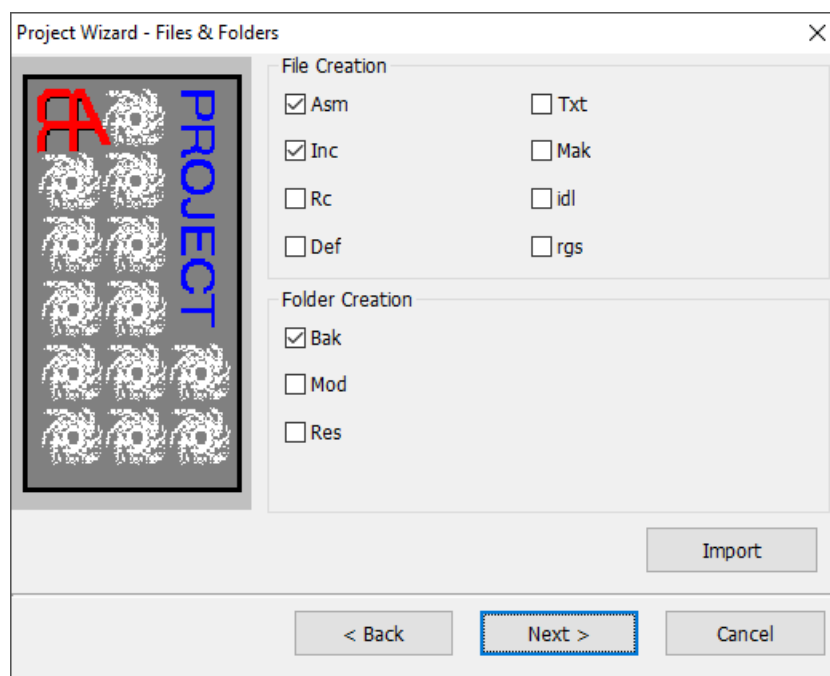 Project Wizard - Files & Folders
RA
PROJECT
File Creation
Asm
Txt
Inc
Mak
Rc
idl
Def
rgs
Folder Creation
Bak
Mod
Res
Import
< Back
Next >
Cancel